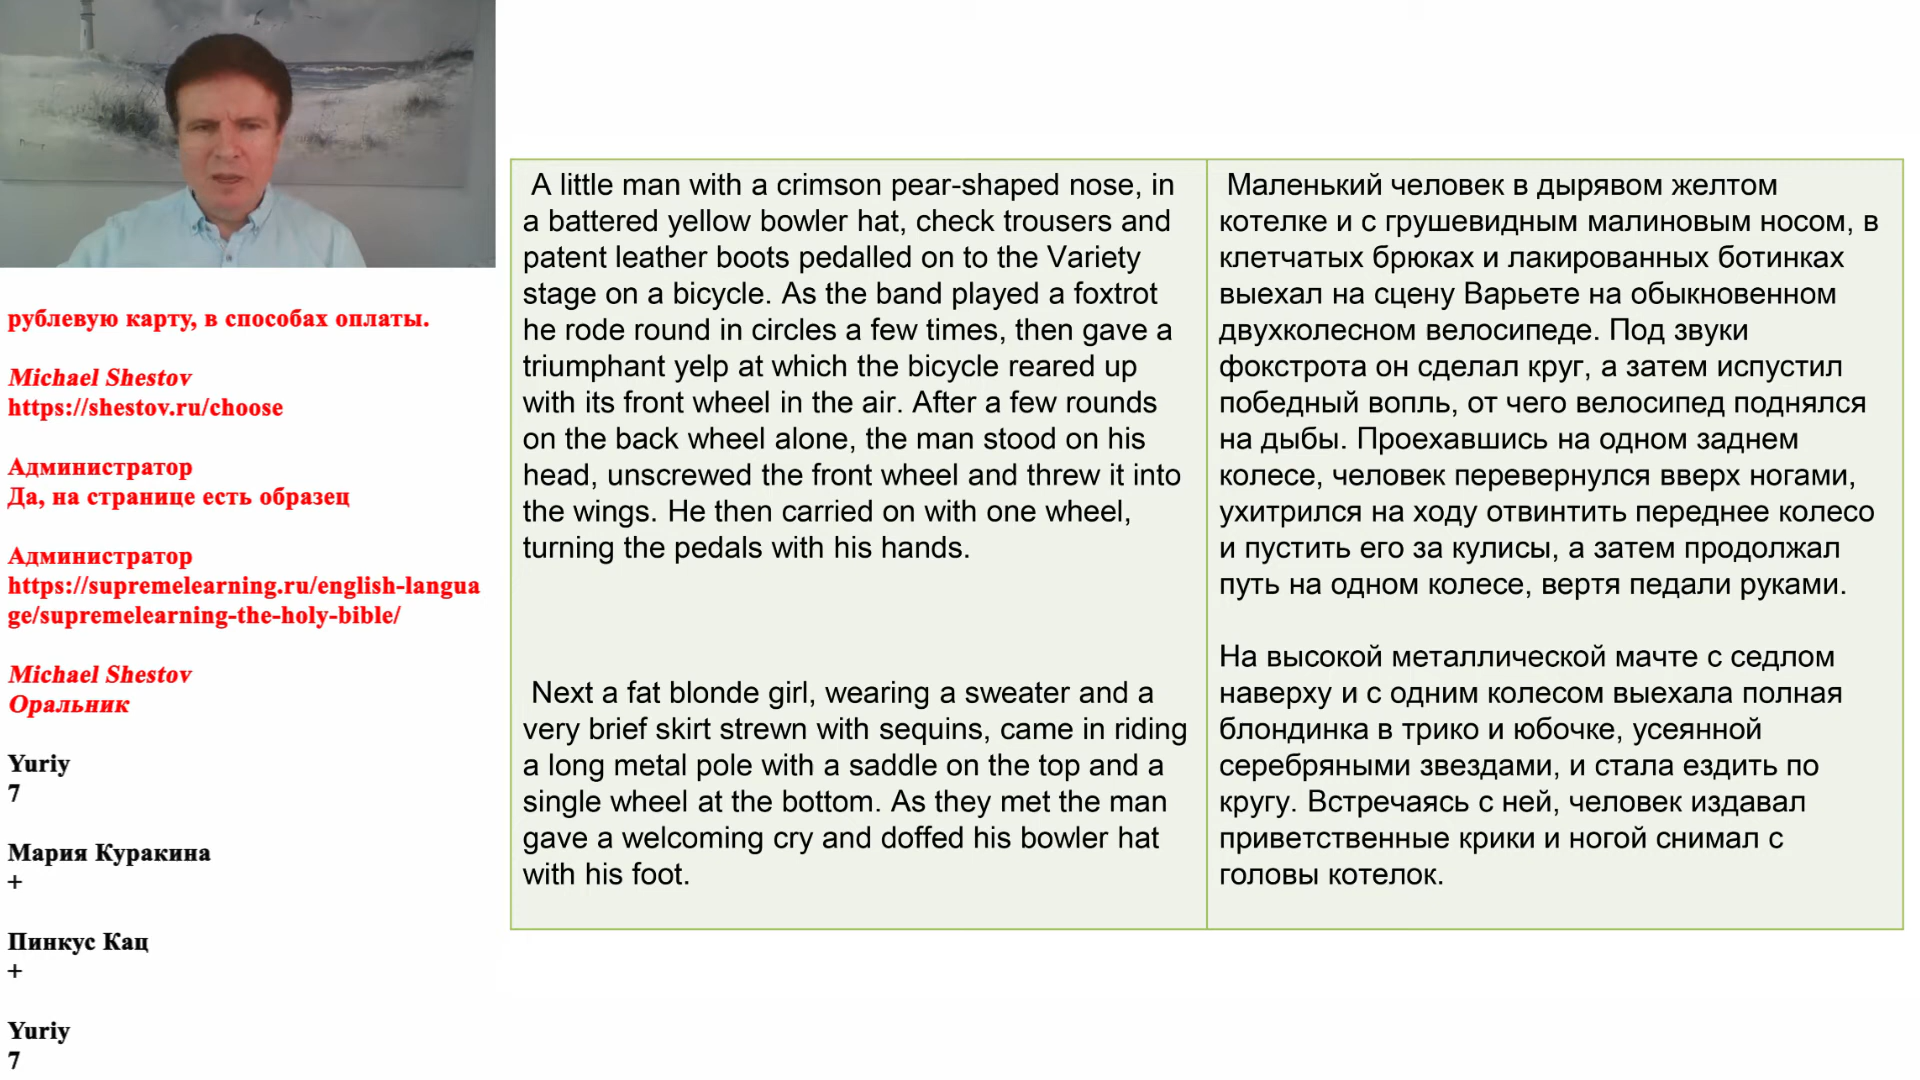 рублевую карту, в способах оплаты.
Michael Shestov
https://shestov.ru/choose
Администратор
Да, на странице есть образец
Администратор
https://supremelearning.ru/english-langua
ge/supremelearning-the-holy-bible/
Michael Shestov
Оральник
Yuriy
7
Мария Куракина
+
Пинкус Кац
+
Yuriy
7
A little man with a crimson pear-shaped nose, in
a battered yellow bowler hat, check trousers and
patent leather boots pedalled on to the Variety
stage on a bicycle. As the band played a foxtrot
he rode round in circles a few times, then gave a
triumphant yelp at which the bicycle reared up
with its front wheel in the air. After a few rounds
on the back wheel alone, the man stood on his
head, unscrewed the front wheel and threw it into
the wings. He then carried on with one wheel,
turning the pedals with his hands.
Next a fat blonde girl, wearing a sweater and a
very brief skirt strewn with sequins, came in riding
a long metal pole with a saddle on the top and a
single wheel at the bottom. As they met the man
gave a welcoming cry and doffed his bowler hat
with his foot.
Маленький человек в дырявом желтом
котелке и с грушевидным малиновым носом, в
клетчатых брюках и лакированных ботинках
выехал на сцену Варьете на обыкновенном
двухколесном велосипеде. Под звуки
фокстрота он сделал круг, а затем испустил
победный вопль, от чего велосипед поднялся
на дыбы. Проехавшись на одном заднем
колесе, человек перевернулся вверх ногами,
ухитрился на ходу отвинтить переднее колесо
и пустить его за кулисы, а затем продолжал
путь на одном колесе, вертя педали руками.
На высокой металлической мачте с седлом
наверху и с одним колесом выехала полная
блондинка в трико и юбочке, усеянной
серебряными звездами, и стала ездить по
кругу. Встречаясь с ней, человек издавал
приветственные крики и ногой снимал с
головы котелок.